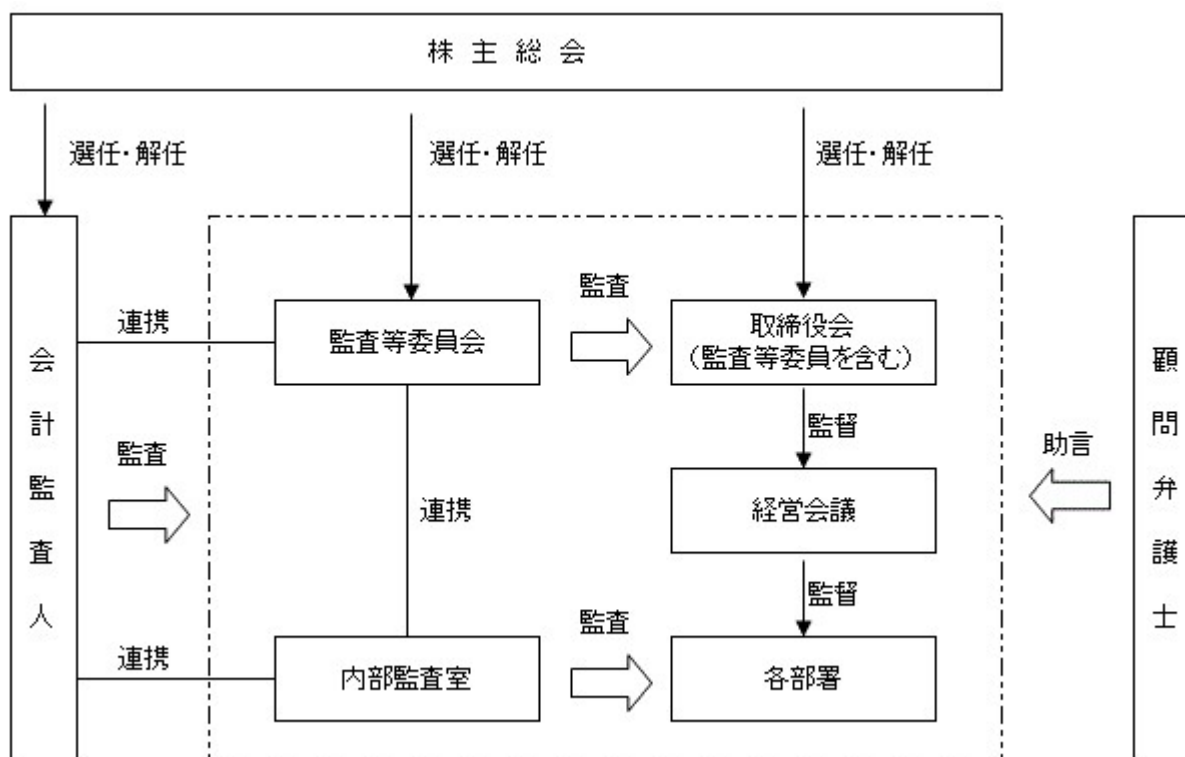 株主総会
選任・解任
選任・解任
選任・解任
会計監査人
連携
監査等委員会
監査
取締役会
（監査等委員を含む）
監督
監査
連携
経営会議
監督
連携
内部監査室
監査
各部署
助言
顧問弁護士